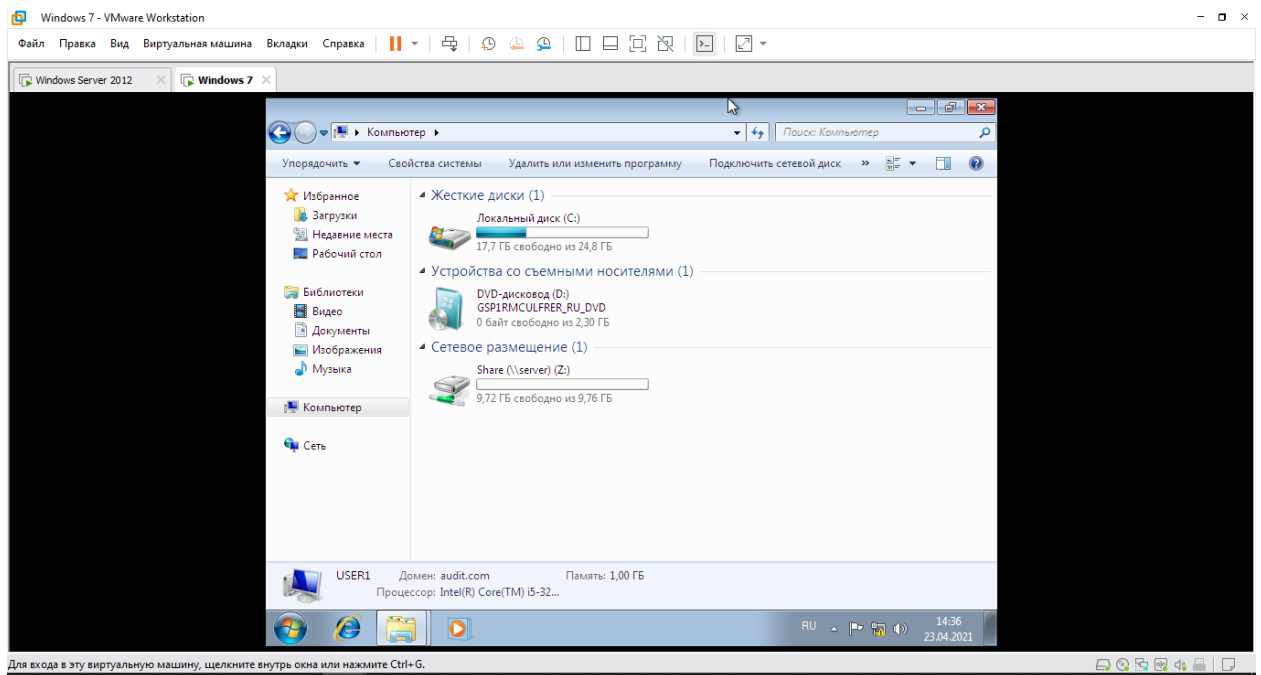 Windows 7 - VMware Workstation
Файл Правка Вид Виртуальная машина Вкладки Справка
Windows Server 2012 Windows 7
Компьютер Поиск: Компьютер
Упорядочить Свойства системы Удалить или изменить программу Подключить сетевой диск »
Избранное
Загрузки
Недавние места
Рабочий стол
Библиотеки
Видео
Документы
Изображения
Музыка
Компьютер
Сеть
Жесткие диски (1)
Локальный диск (C:)
17,7 ГБ свободно из 24,8 ГБ
Устройства со съемными носителями (1)
DVD-дисковод (D:)
GSP1RMCULFRER_RU_DVD
0 байт свободно из 2,30 ГБ
Сетевое размещение (1)
Share (\\server) (Z:)
9,72 ГБ свободно из 9,76 ГБ
USER1 Домен: audit.com Память: 1,00 ГБ
Процессор: Intel(R) Core(TM) i5-32...
RU 14:36
23.04.2021
Для входа в эту виртуальную машину, щелкните внутрь окна или нажмите Ctrl+G.